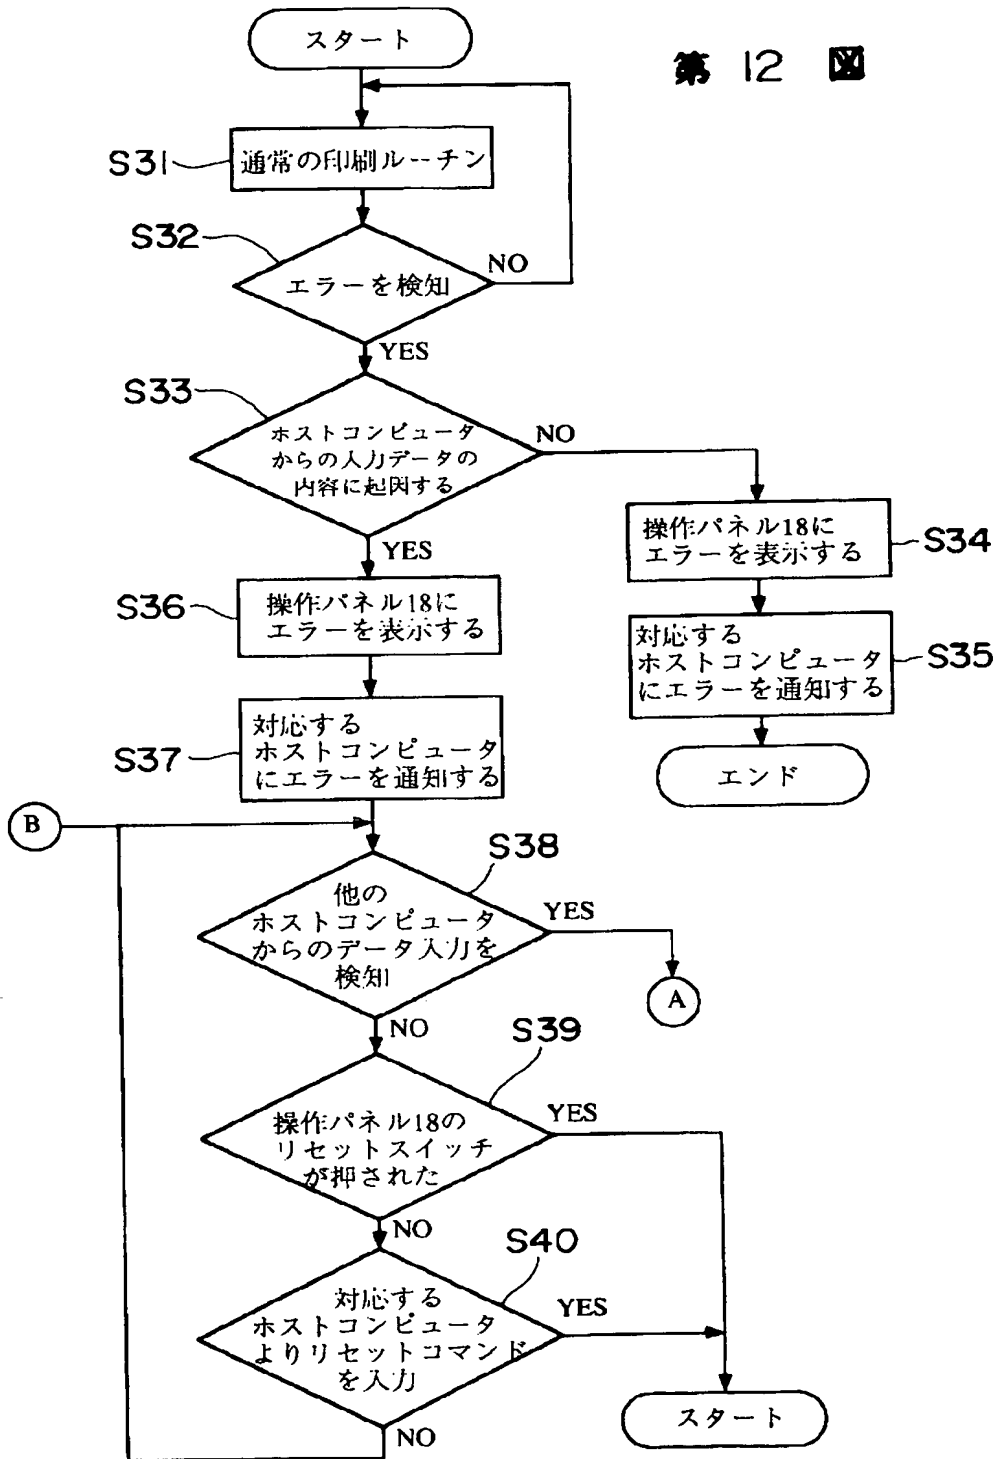 スタート
第 12 図
S31
通常の印刷ルーチン
S32
エラーを検知
NO
YES
S33
ホストコンピュータ
からの入力データの
内容に起因する
NO
YES
操作パネル18に
エラーを表示する
S34
S36
操作パネル18に
エラーを表示する
対応する
ホストコンピュータ
にエラーを通知する
S35
S37
対応する
ホストコンピュータ
にエラーを通知する
エンド
B
S38
他の
ホストコンピュータ
からのデータ入力を
検知
YES
A
NO
S39
操作パネル18の
リセットスイッチ
が押された
YES
NO
S40
対応する
ホストコンピュータ
よりリセットコマンド
を入力
YES
スタート
NO